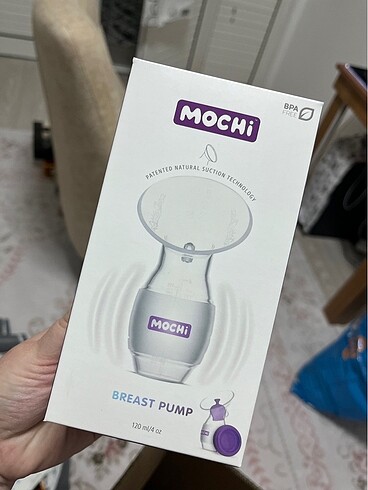 MOCHi
BPA
FREE
PATENTED NATURAL SUCTION TECHNOLOGY
MOCHi
BREAST PUMP
120 ml/4 oz